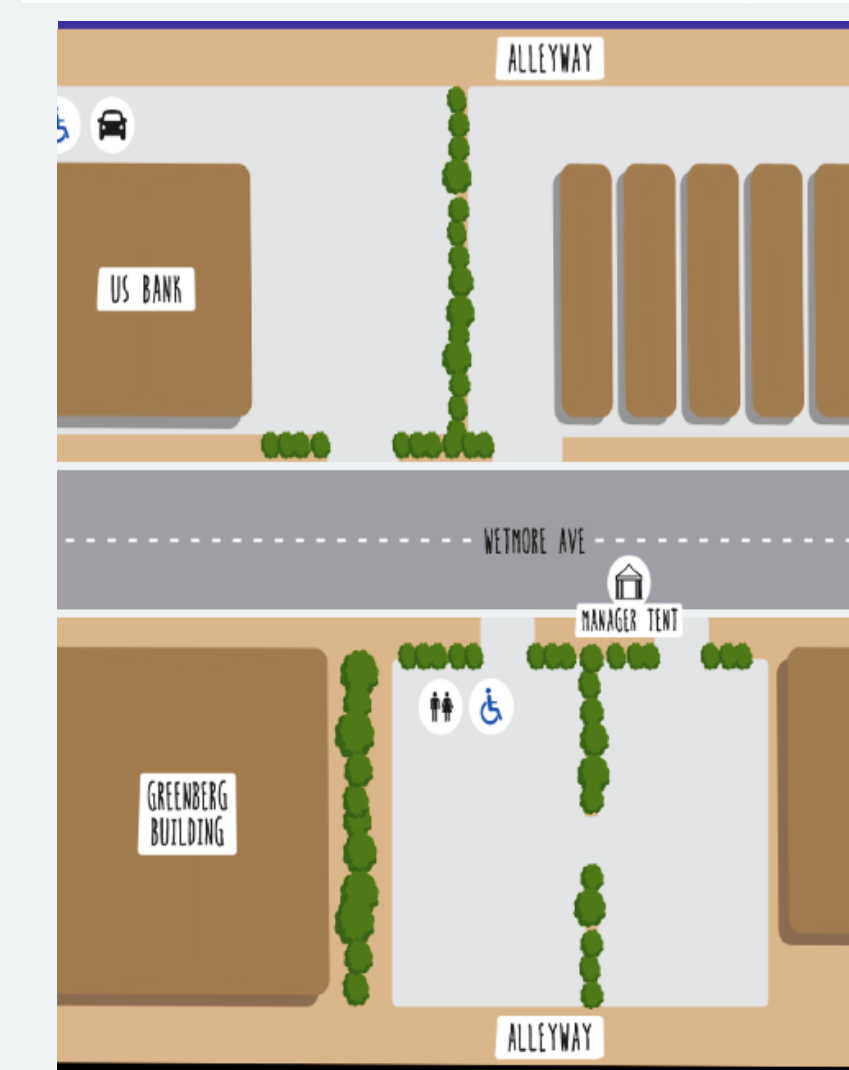 ALLEYWAY
US BANK
WETMORE AVE
MANAGER TENT
GREENBERG
BUILDING
ALLEYWAY